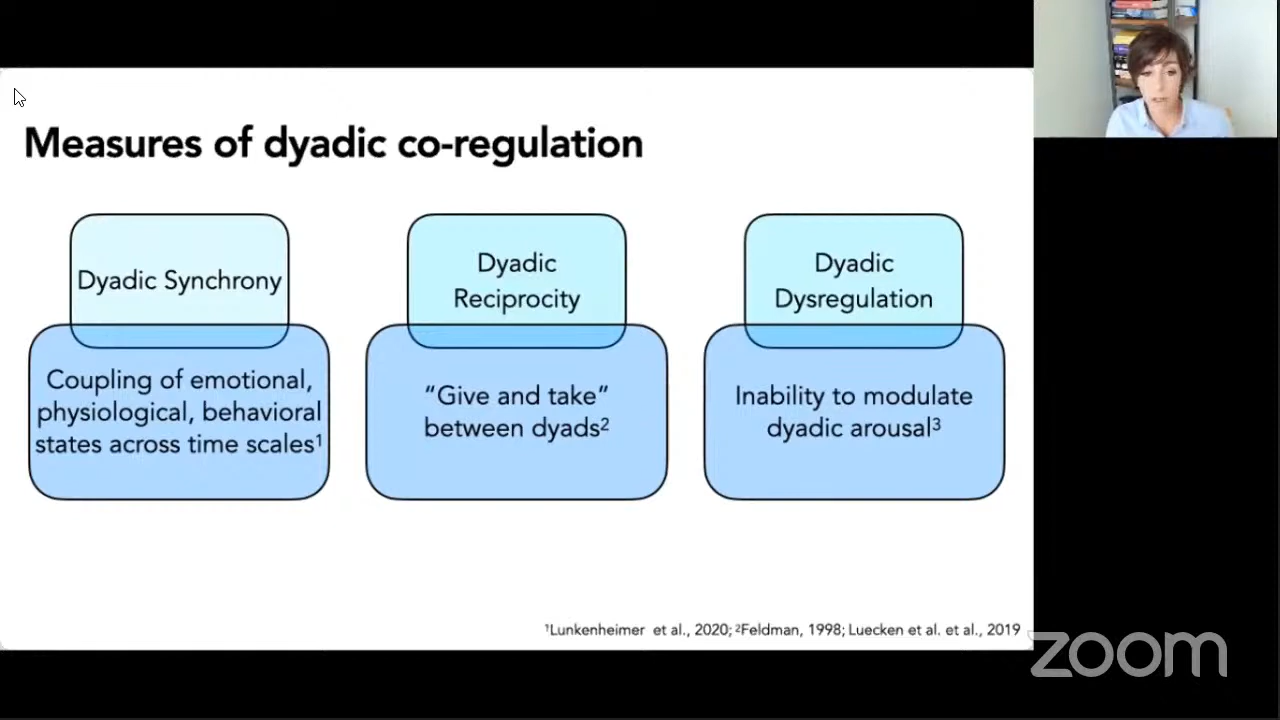 Measures of dyadic co-regulation
Dyadic Synchrony
Coupling of emotional,
physiological, behavioral
states across time scales¹
Dyadic
Reciprocity
“Give and take”
between dyads²
Dyadic
Dysregulation
Inability to modulate
dyadic arousal³
¹Lunkenheimer et al., 2020; ²Feldman, 1998; Luecken et al. et al., 2019
zoom